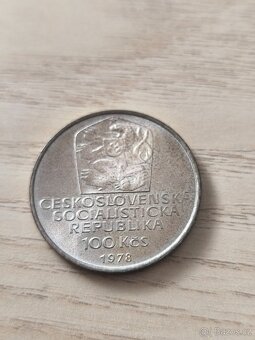 ČESKOSLOVENSKÁ
SOCIALISTICKÁ
REPUBLIKA
100 Kčs
1978